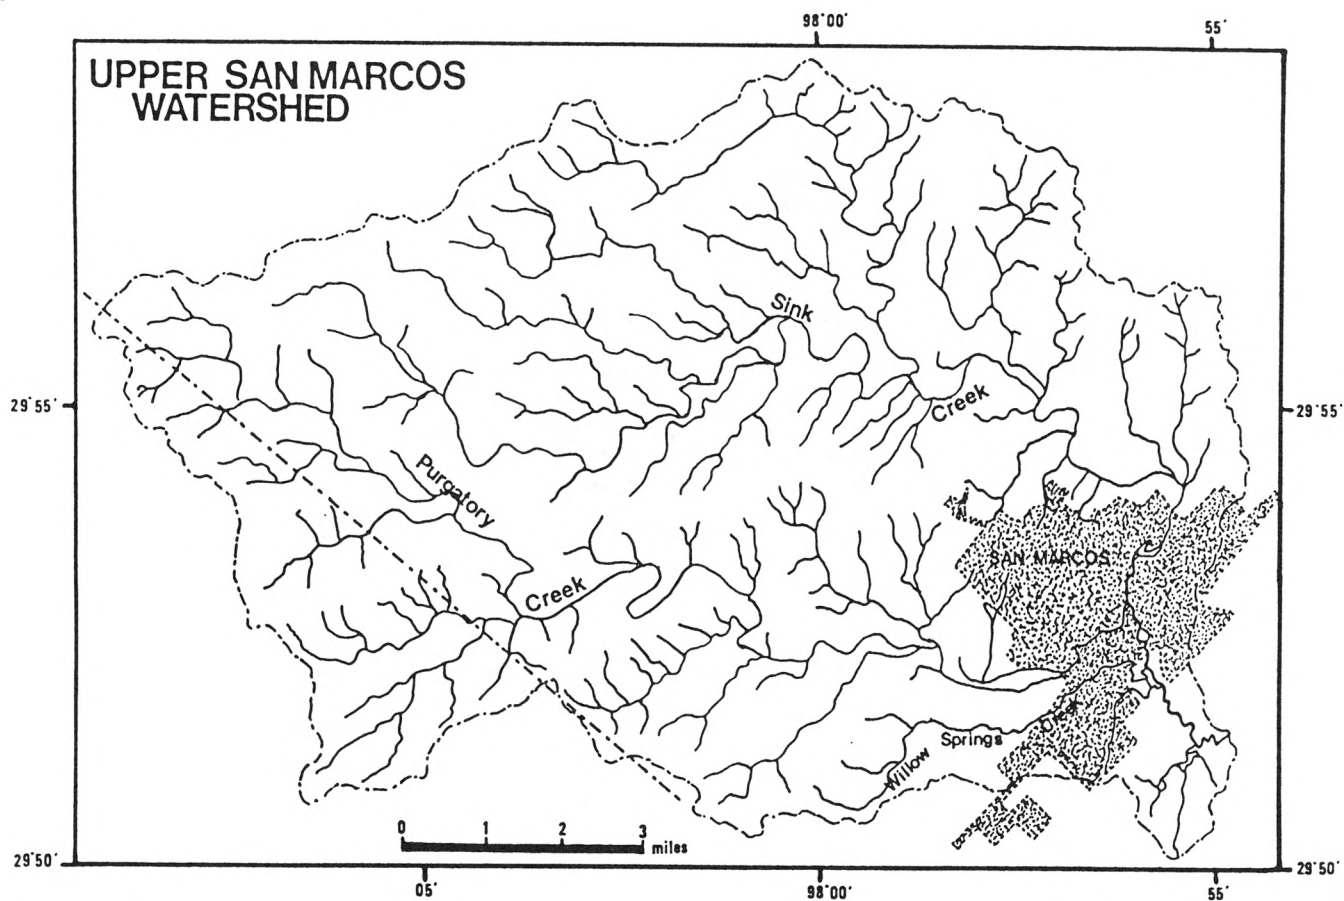 98°00'
55'
UPPER SAN MARCOS
WATERSHED
Sink
Creek
29°55'
29°55'
Purgatory
Creek
SAN MARCOS
Willow
Springs
Creek
0 1 2 3
miles
29°50'
29°50'
05'
98°00'
55'